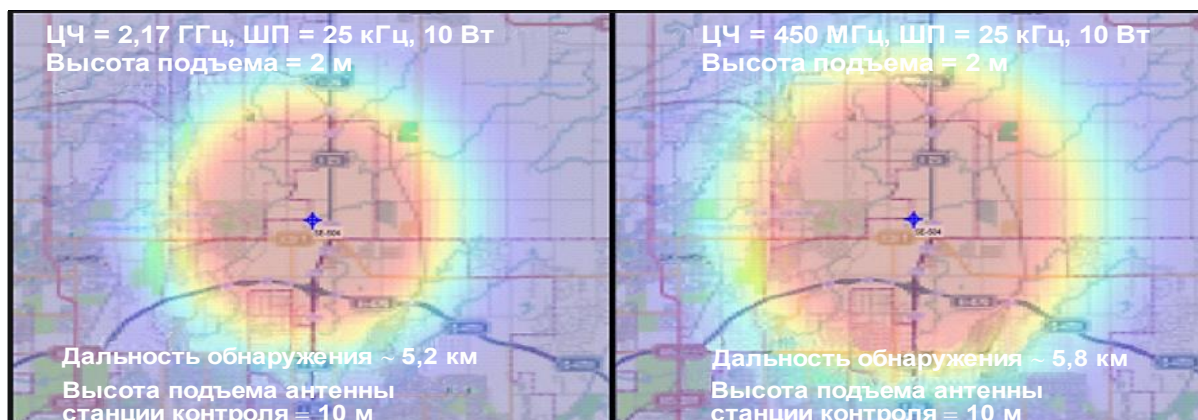 ЦЧ = 2,17 ГГц, ШП = 25 кГц, 10 Вт
Высота подъема = 2 м
Дальность обнаружения ~ 5,2 км
Высота подъема антенны
станции контроля = 10 м
ЦЧ = 450 МГц, ШП = 25 кГц, 10 Вт
Высота подъема = 2 м
Дальность обнаружения ~ 5,8 км
Высота подъема антенны
станции контроля = 10 м